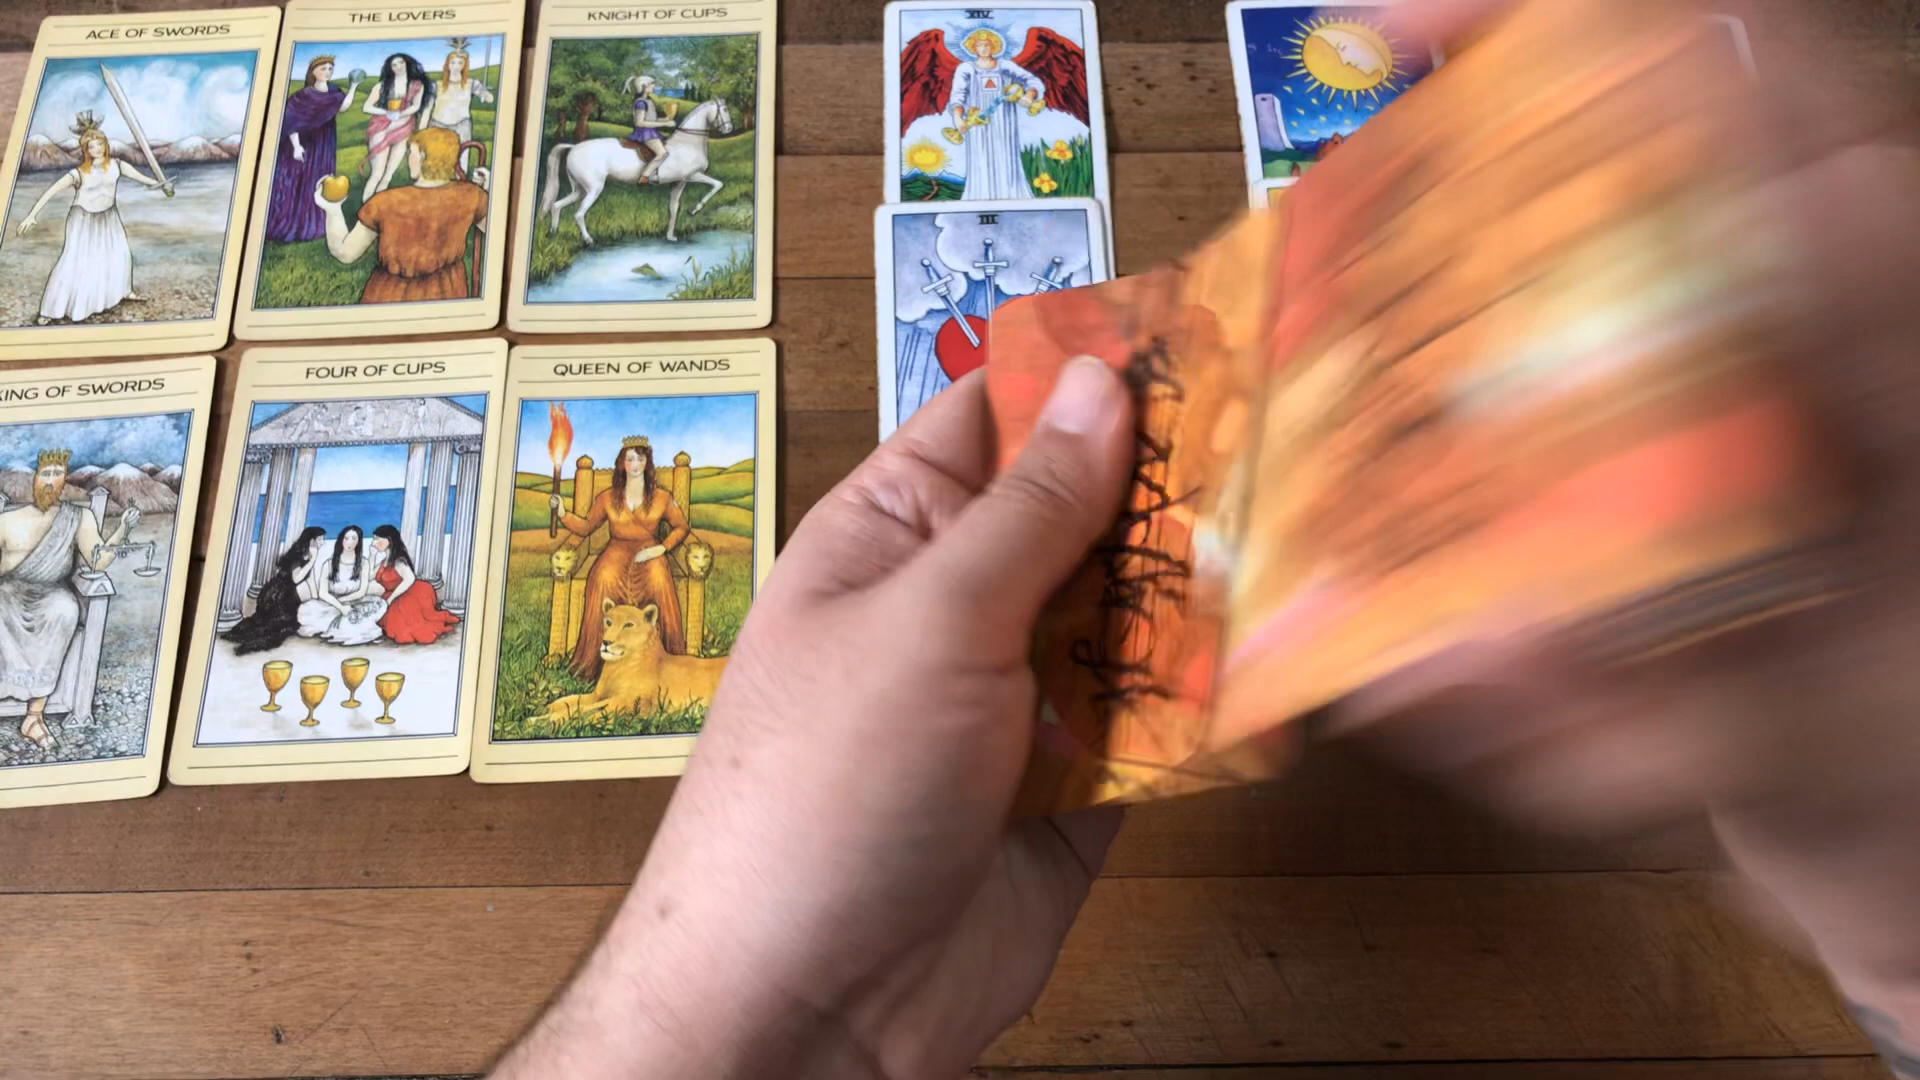 ACE OF SWORDS
THE LOVERS
KNIGHT OF CUPS
XIV
III
KING OF SWORDS
FOUR OF CUPS
QUEEN OF WANDS